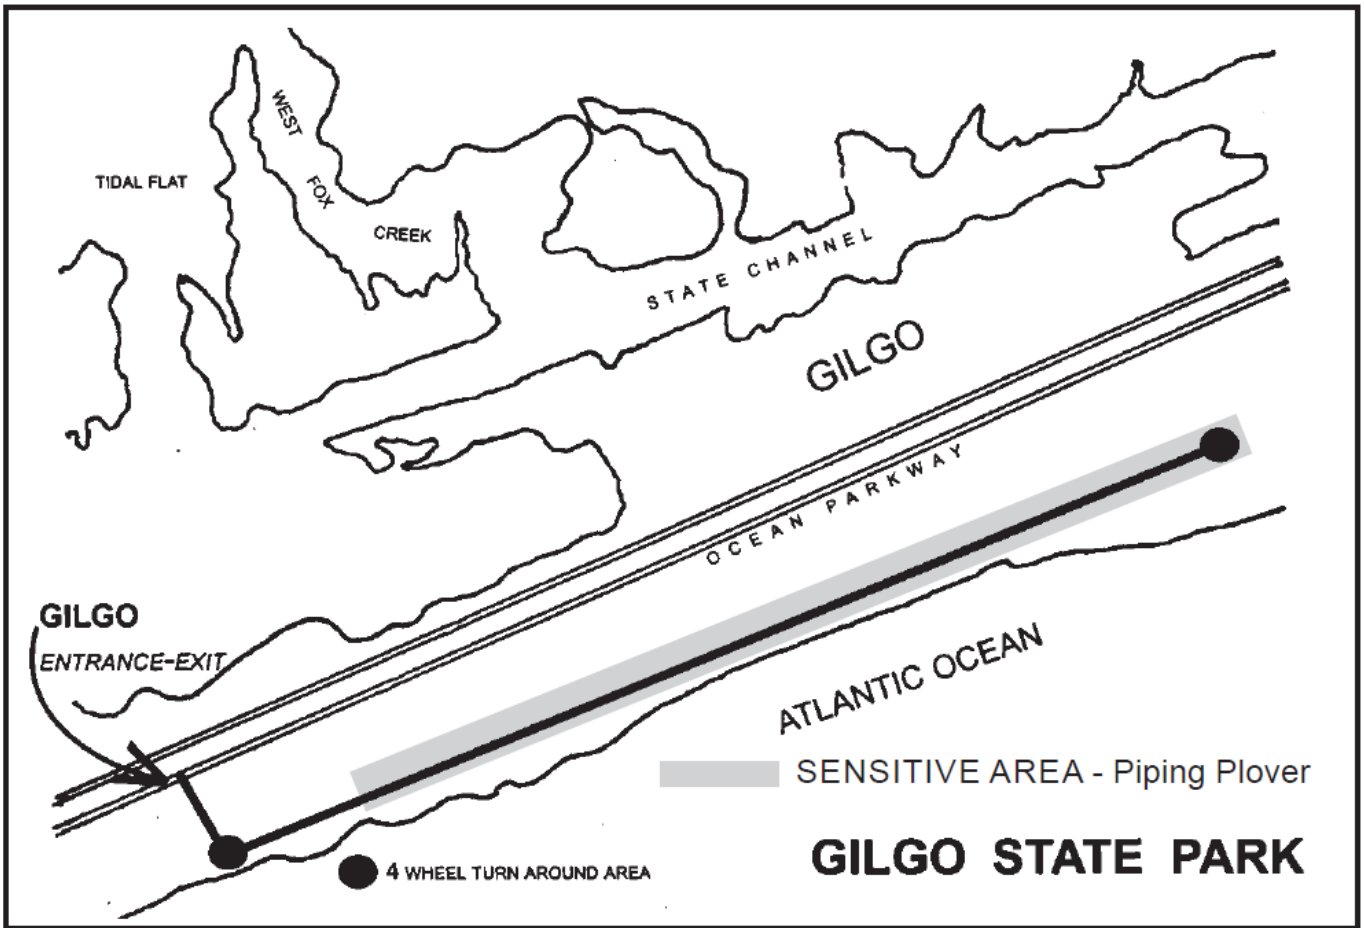 WEST
FOX
CREEK
TIDAL FLAT
STATE CHANNEL
GILGO
OCEAN PARKWAY
GILGO
ENTRANCE-EXIT
ATLANTIC OCEAN
SENSITIVE AREA - Piping Plover
4 WHEEL TURN AROUND AREA
GILGO STATE PARK